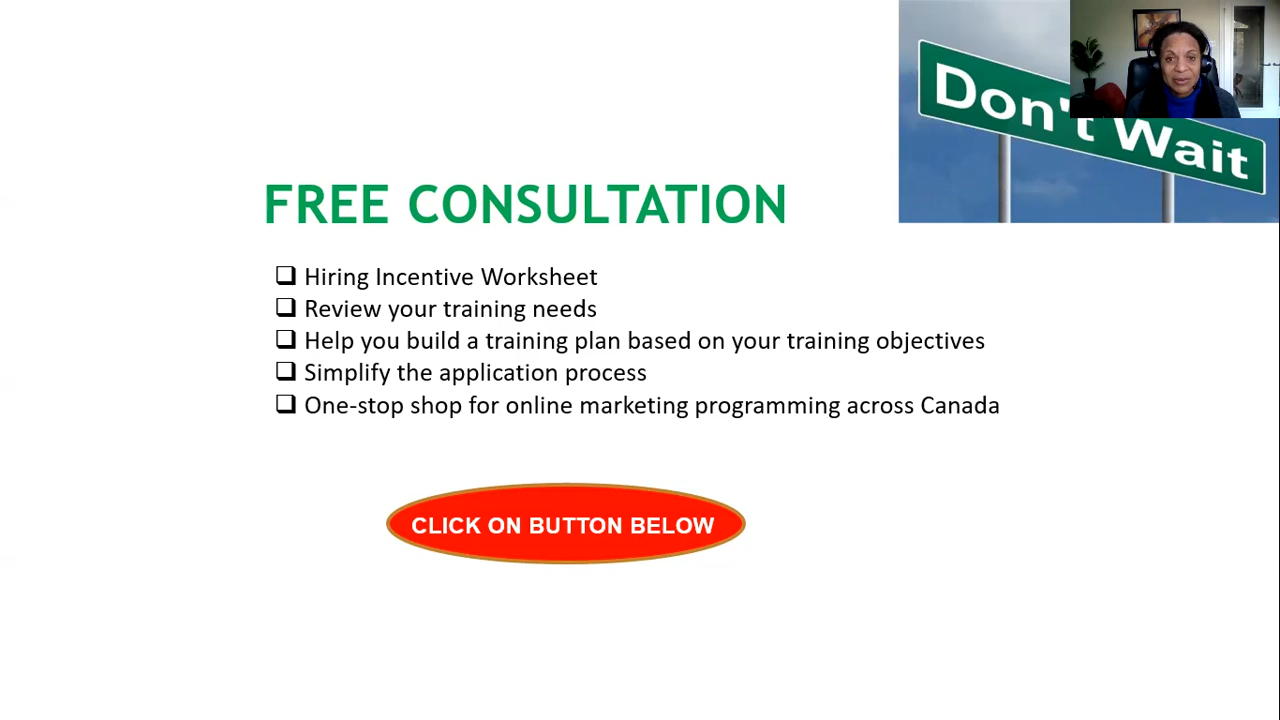 Don't Wait
FREE CONSULTATION
❑ Hiring Incentive Worksheet
❑ Review your training needs
❑ Help you build a training plan based on your training objectives
❑ Simplify the application process
❑ One-stop shop for online marketing programming across Canada
CLICK ON BUTTON BELOW